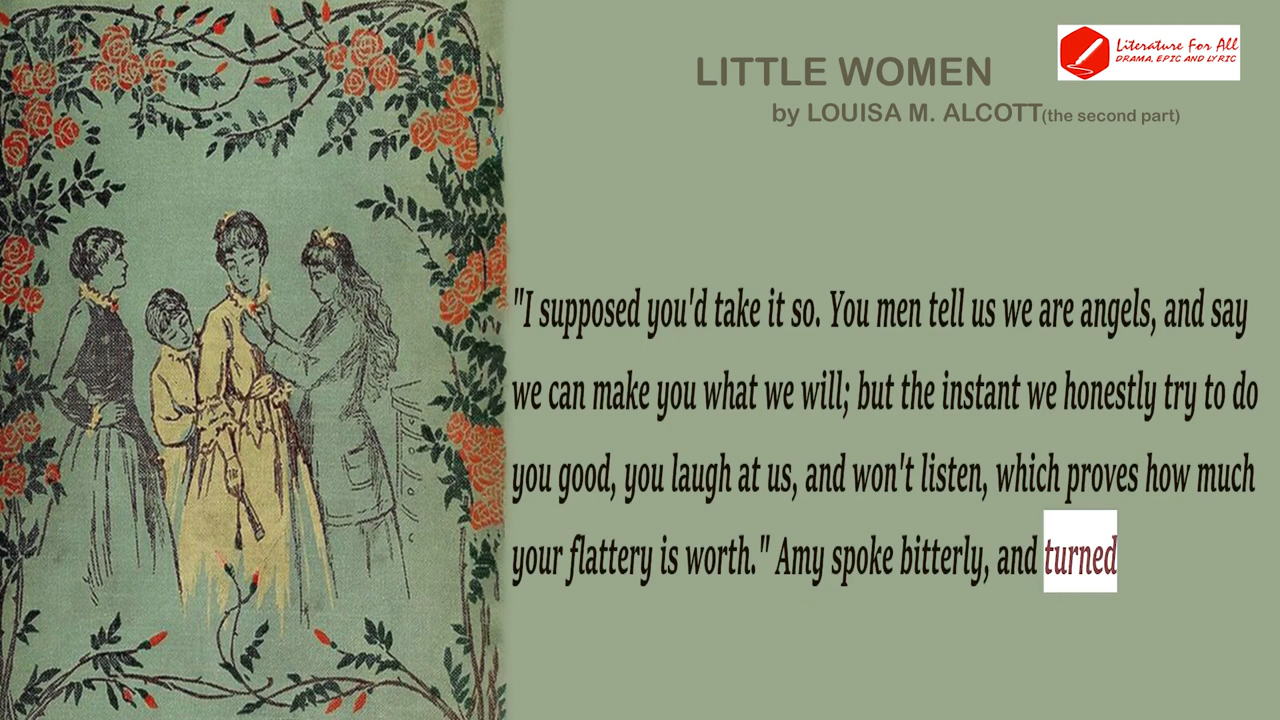 LITTLE WOMEN
by LOUISA M. ALCOTT(the second part)
Literature For All
DRAMA, EPIC AND LYRIC
"I supposed you'd take it so. You men tell us we are angels, and say
we can make you what we will; but the instant we honestly try to do
you good, you laugh at us, and won't listen, which proves how much
your flattery is worth." Amy spoke bitterly, and turned